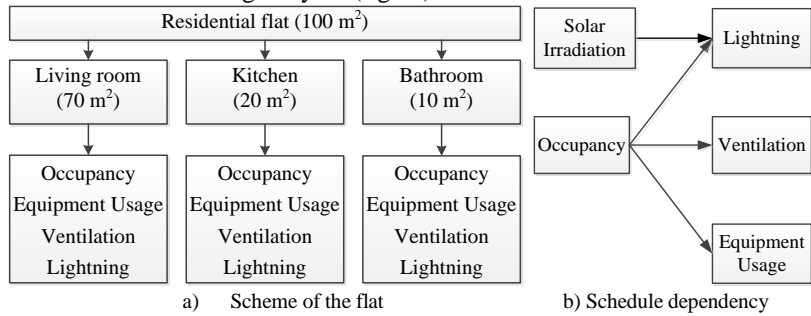 Residential flat (100 m²)
Living room
(70 m²)
Kitchen
(20 m²)
Bathroom
(10 m²)
Occupancy
Equipment Usage
Ventilation
Lightning
Occupancy
Equipment Usage
Ventilation
Lightning
Occupancy
Equipment Usage
Ventilation
Lightning
a) Scheme of the flat
Solar
Irradiation
Lightning
Occupancy
Ventilation
Equipment
Usage
b) Schedule dependency